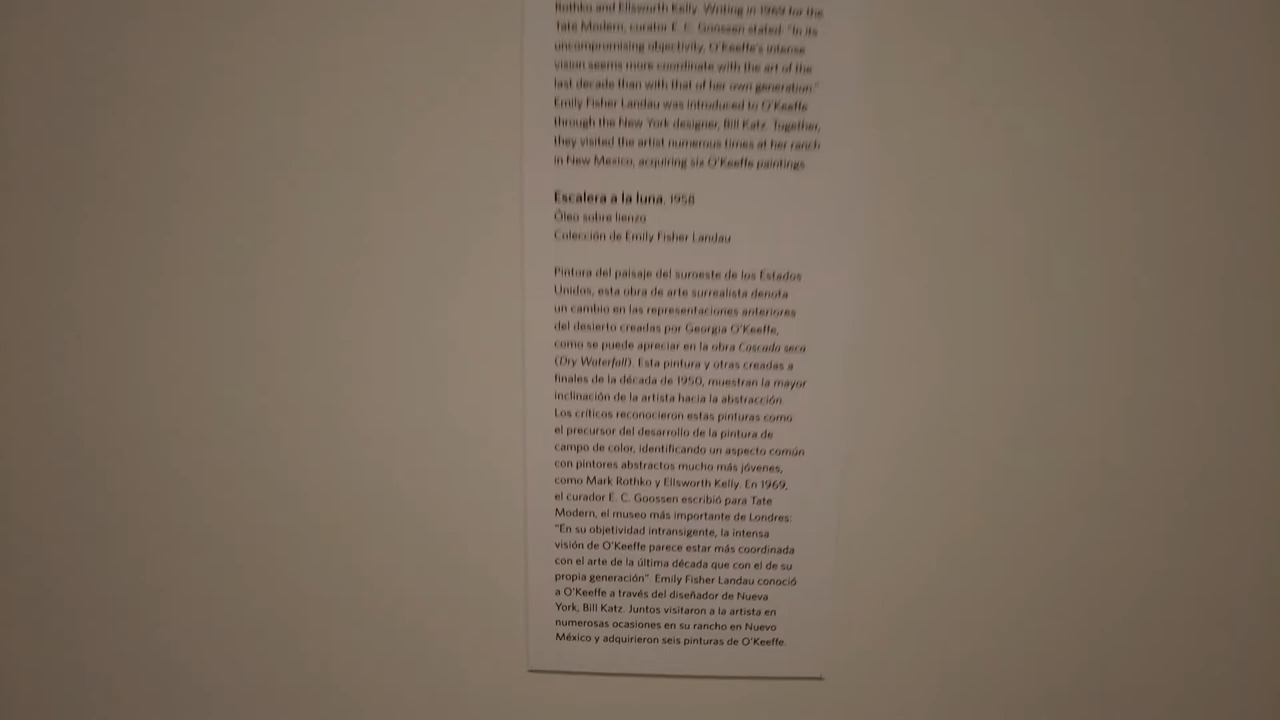 Rothko and Ellsworth Kelly. Writing in 1969 for the
Tate Modern, curator E. C. Goossen stated: "In its
uncompromising objectivity, O'Keeffe's intense
vision seems more coordinate with the art of the
last decade than with that of her own generation."
Emily Fisher Landau was introduced to O'Keeffe
through the New York designer, Bill Katz. Together,
they visited the artist numerous times at her ranch
in New Mexico, acquiring six O'Keeffe paintings.
Escalera a la luna, 1958
Óleo sobre lienzo
Colección de Emily Fisher Landau
Pintura del paisaje del suroeste de los Estados
Unidos, esta obra de arte surrealista denota
un cambio en las representaciones anteriores
del desierto creadas por Georgia O'Keeffe,
como se puede apreciar en la obra Cascada seca
(Dry Waterfall). Esta pintura y otras creadas a
finales de la década de 1950, muestran la mayor
inclinación de la artista hacia la abstracción.
Los críticos reconocieron estas pinturas como
el precursor del desarrollo de la pintura de
campo de color, identificando un aspecto común
con pintores abstractos mucho más jóvenes,
como Mark Rothko y Ellsworth Kelly. En 1969,
el curador E. C. Goossen escribió para Tate
Modern, el museo más importante de Londres:
"En su objetividad intransigente, la intensa
visión de O'Keeffe parece estar más coordinada
con el arte de la última década que con el de su
propia generación". Emily Fisher Landau conoció
a O'Keeffe a través del diseñador de Nueva
York, Bill Katz. Juntos visitaron a la artista en
numerosas ocasiones en su rancho en Nuevo
México y adquirieron seis pinturas de O'Keeffe.